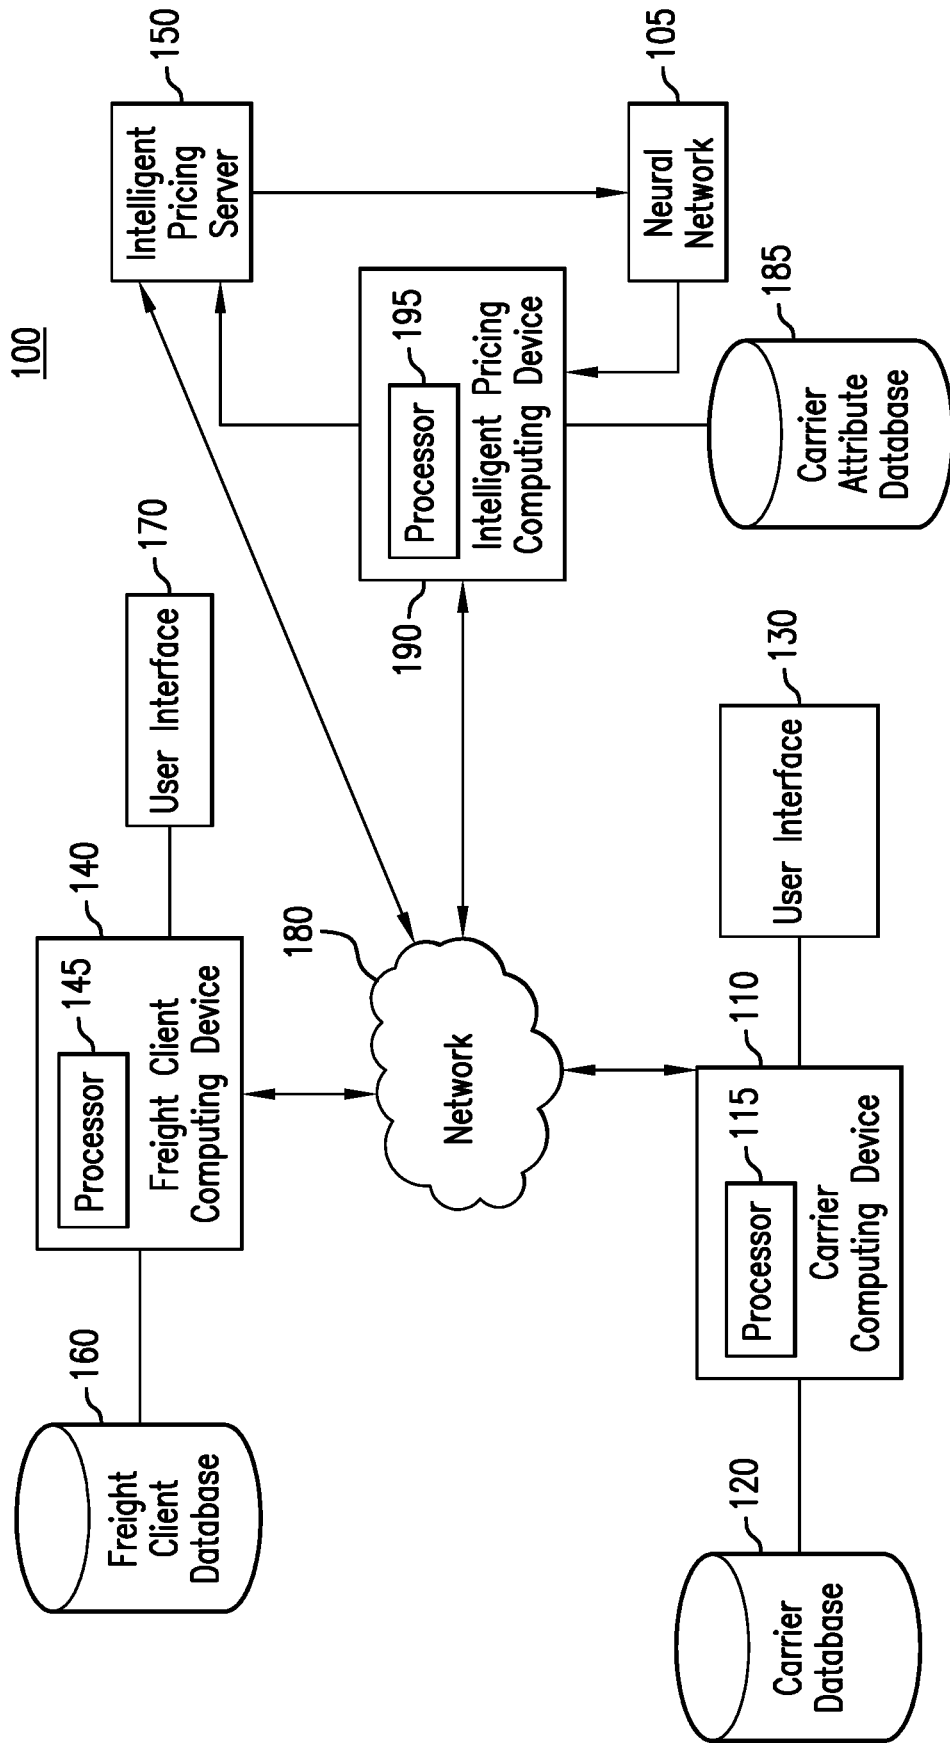 100
Freight
Client
Database
160
Processor
145
Freight Client
Computing Device
140
User Interface
170
Intelligent
Pricing
Server
150
Network
180
Processor
195
Intelligent Pricing
Computing Device
190
Neural
Network
105
Carrier
Database
120
Processor
115
Carrier
Computing Device
110
User Interface
130
Carrier
Attribute
Database
185